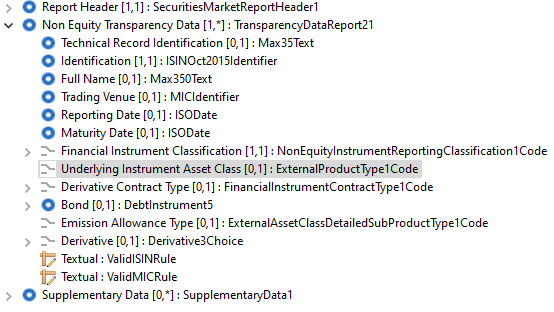 Report Header [1,1] : SecuritiesMarketReportHeader1
Non Equity Transparency Data [1,*] : TransparencyDataReport21
Technical Record Identification [0,1] : Max35Text
Identification [1,1] : ISINOct2015Identifier
Full Name [0,1] : Max350Text
Trading Venue [0,1] : MICIdentifier
Reporting Date [0,1] : ISODate
Maturity Date [0,1] : ISODate
Financial Instrument Classification [1,1] : NonEquityInstrumentReportingClassification1Code
Underlying Instrument Asset Class [0,1] : ExternalProductType1Code
Derivative Contract Type [0,1] : FinancialInstrumentContractType1Code
Bond [0,1] : DebtInstrument5
Emission Allowance Type [0,1] : ExternalAssetClassDetailedSubProductType1Code
Derivative [0,1] : Derivative3Choice
Textual : ValidISINRule
Textual : ValidMICRule
Supplementary Data [0,*] : SupplementaryData1